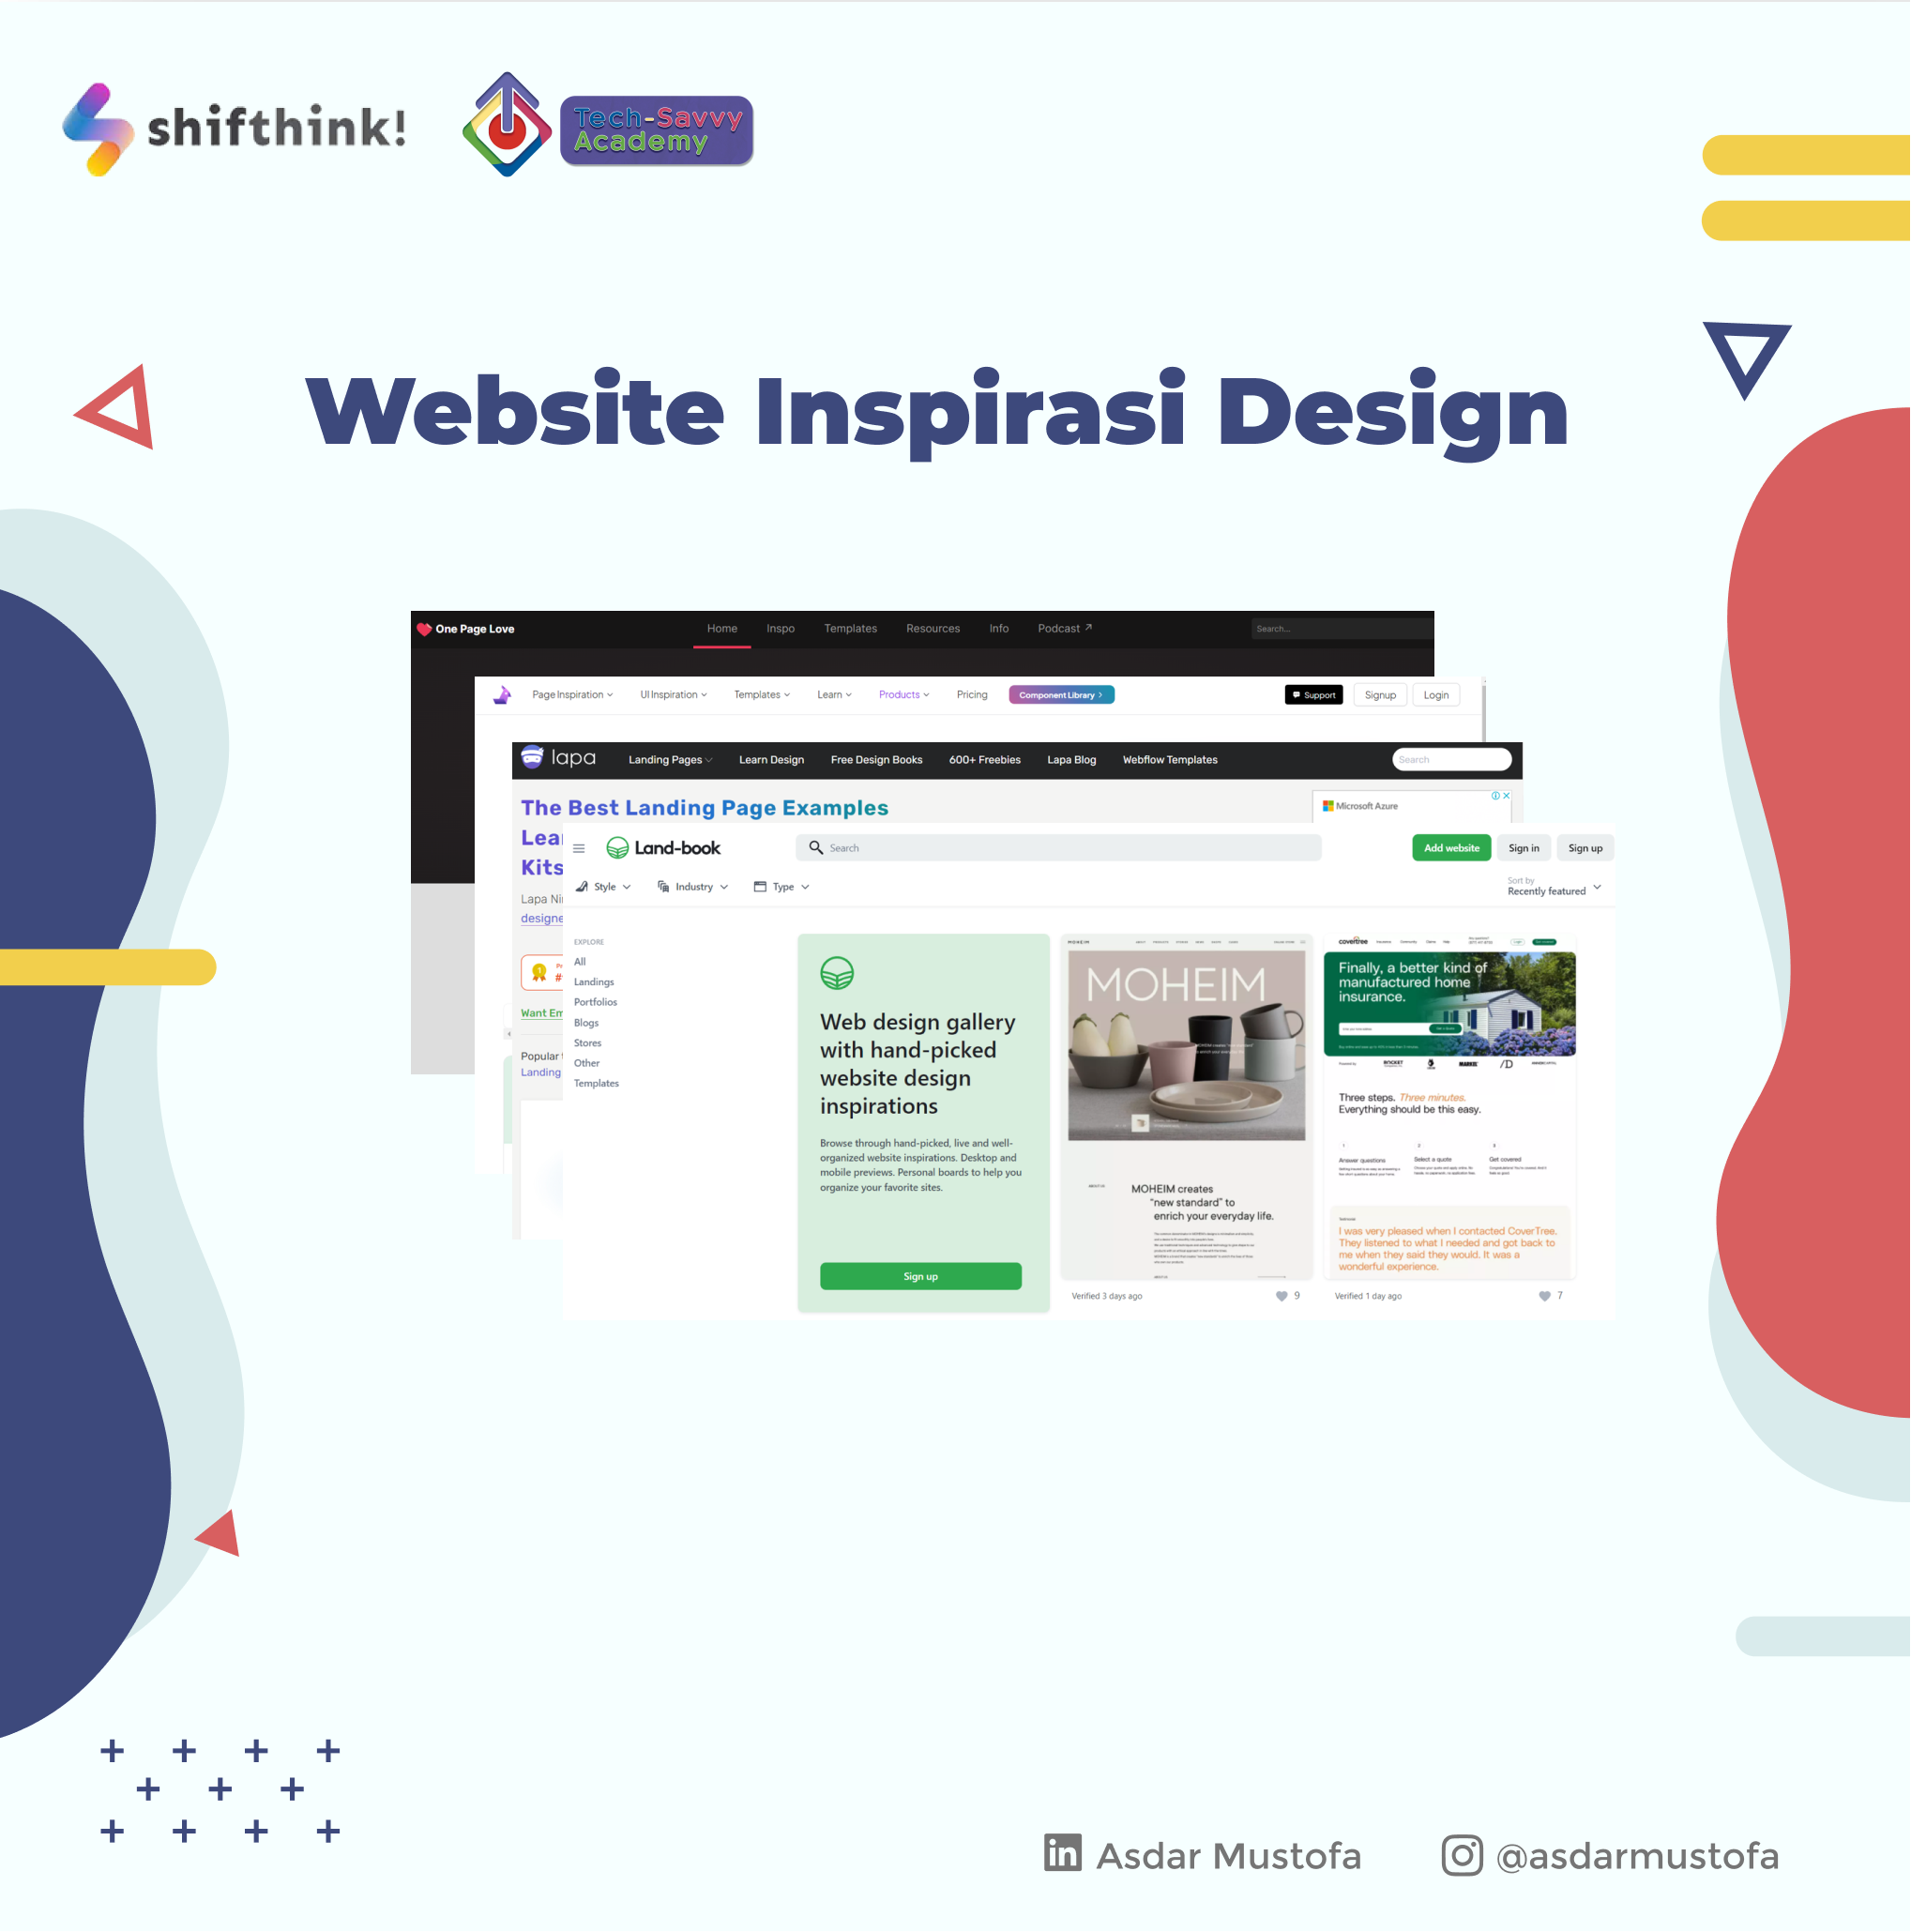 shifthink!
Tech-Savvy
Academy
Website Inspirasi Design
One Page Love
Home Inspo Templates Resources Info Podcast
Search...
Page Inspiration UI Inspiration Templates Learn Products Pricing Component Library
Support Signup Login
lapa
Landing Pages Learn Design Free Design Books 600+ Freebies Lapa Blog Webflow Templates
Search
The Best Landing Page Examples
Lea
Kits
Microsoft Azure
Lapa Ni
designe
Want Em
Popular
Landing
Land-book
Search
Add website Sign in Sign up
Style Industry Type
Sort by
Recently featured
EXPLORE
All
Landings
Portfolios
Blogs
Stores
Other
Templates
Web design gallery
with hand-picked
website design
inspirations
Browse through hand-picked, live and well-
organized website inspirations. Desktop and
mobile previews. Personal boards to help you
organize your favorite sites.
Sign up
MOHEIM
MOHEIM
ABOUT US
MOHEIM creates
"new standard" to
enrich your everyday life.
Verified 3 days ago 9
covertree
Finally, a better kind of
manufactured home
insurance.
Three steps. Three minutes.
Everything should be this easy.
1 2 3
Answer questions Select a quote Get covered
I was very pleased when I contacted CoverTree.
They listened to what I needed and got back to
me when they said they would. It was a
wonderful experience.
Verified 1 day ago 7
in Asdar Mustofa
@asdarmustofa